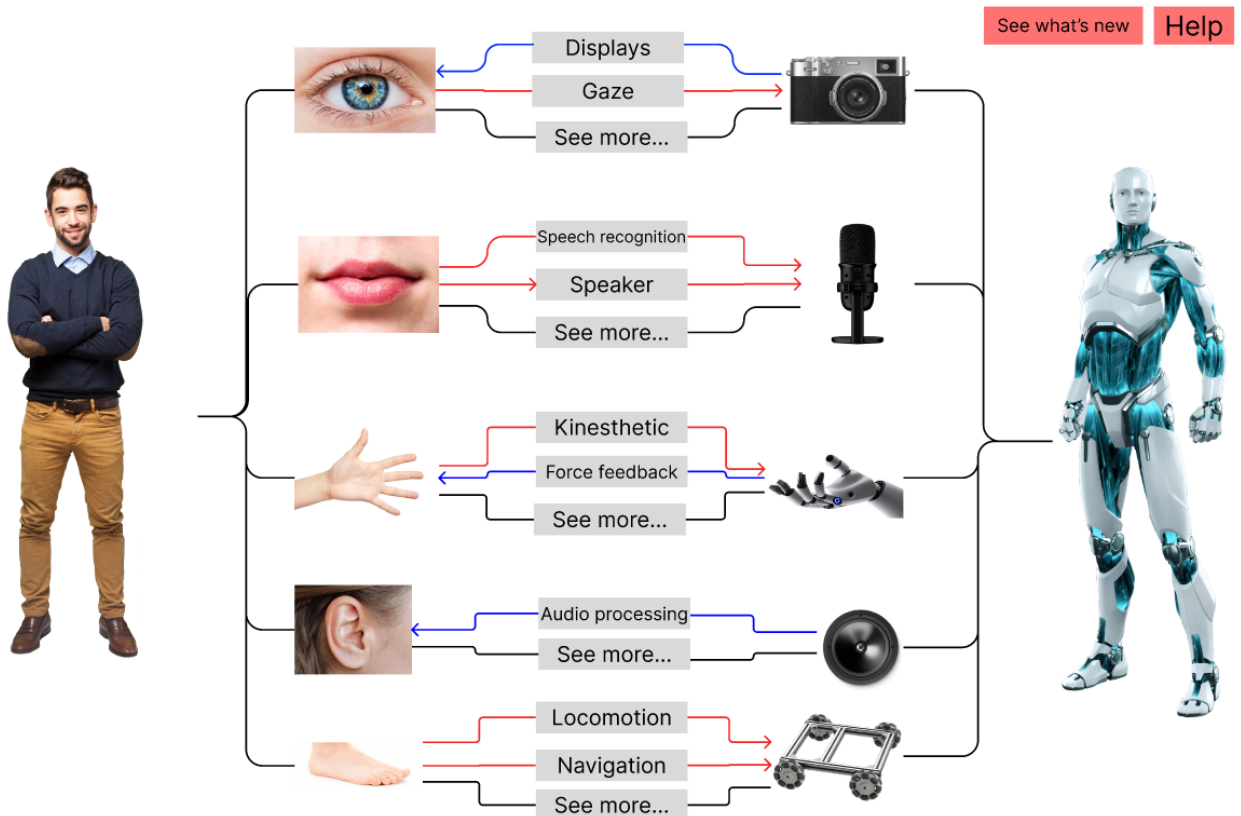 See what's new
Help
Displays
Gaze
See more...
Speech recognition
Speaker
See more...
Kinesthetic
Force feedback
See more...
Audio processing
See more...
Locomotion
Navigation
See more...